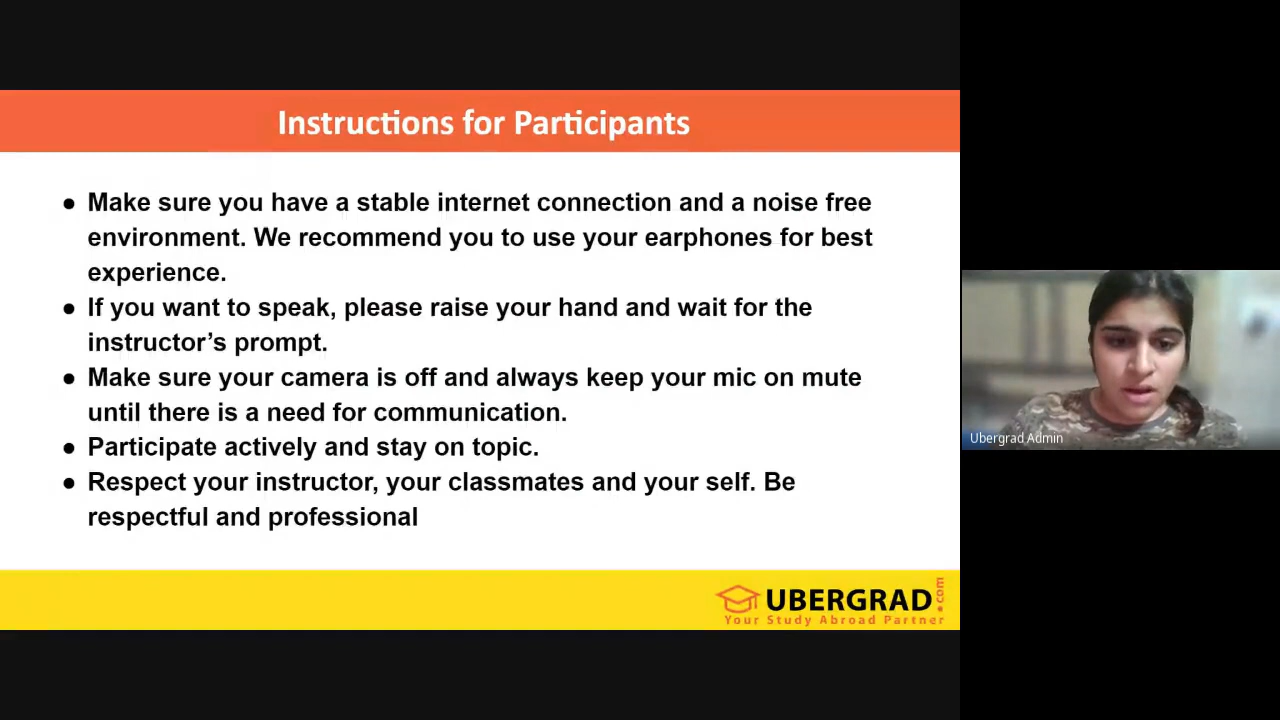 Instructions for Participants
● Make sure you have a stable internet connection and a noise free
environment. We recommend you to use your earphones for best
experience.
● If you want to speak, please raise your hand and wait for the
instructor’s prompt.
● Make sure your camera is off and always keep your mic on mute
until there is a need for communication.
● Participate actively and stay on topic.
● Respect your instructor, your classmates and your self. Be
respectful and professional
UBERGRAD.com
Your Study Abroad Partner
Ubergrad Admin